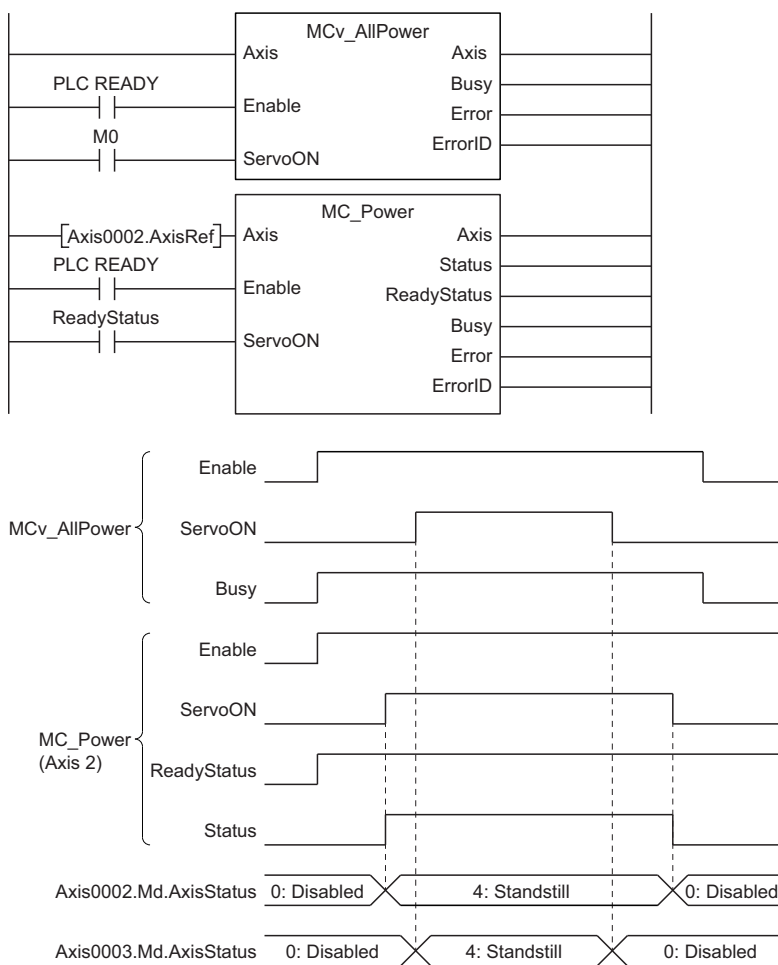 MCv_AllPower
Axis Axis
PLC READY Busy
Enable Error
M0 ErrorID
ServoON
MC_Power
Axis0002.AxisRef Axis Axis
PLC READY Status
Enable ReadyStatus
ReadyStatus Busy
ServoON Error
ErrorID
Enable
MCv_AllPower ServoON
Busy
Enable
ServoON
MC_Power
(Axis 2) ReadyStatus
Status
Axis0002.Md.AxisStatus 0: Disabled 4: Standstill 0: Disabled
Axis0003.Md.AxisStatus 0: Disabled 4: Standstill 0: Disabled